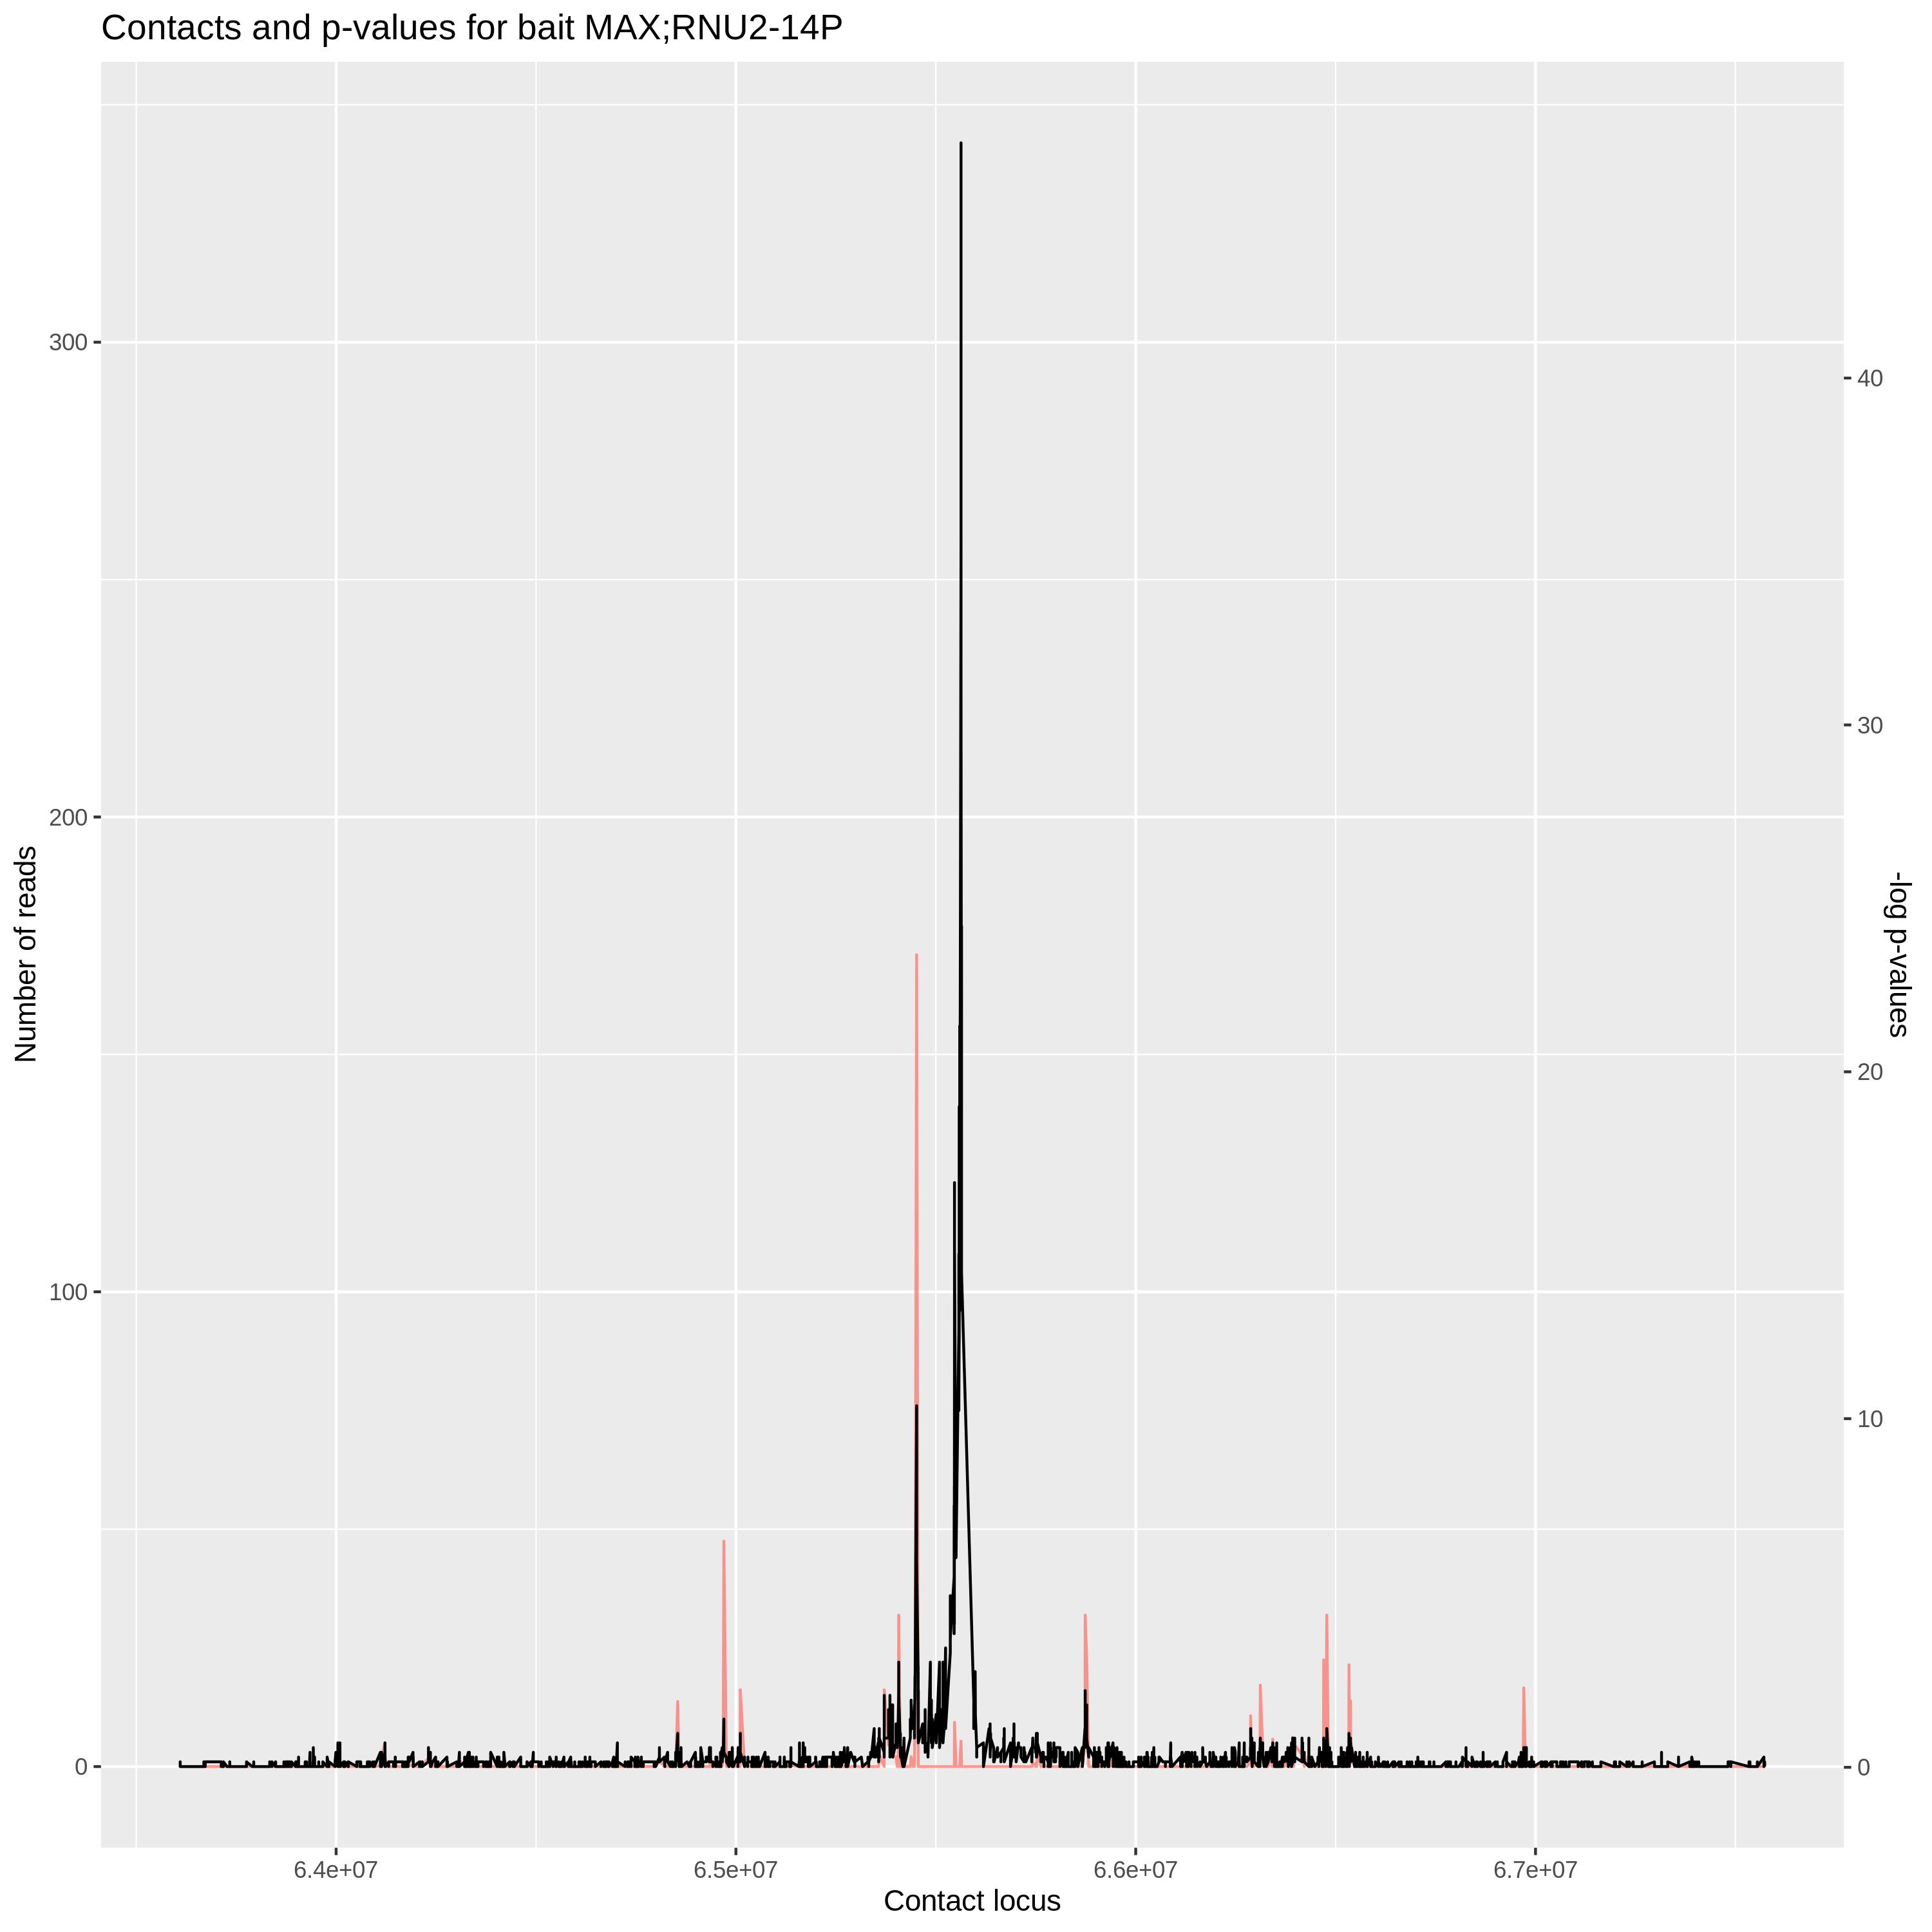 Contacts and p-values for bait MAX;RNU2-14P
Number of reads
300
200
100
0
40
30
20
10
0
-log p-values
6.4e+07 6.5e+07 6.6e+07 6.7e+07
Contact locus